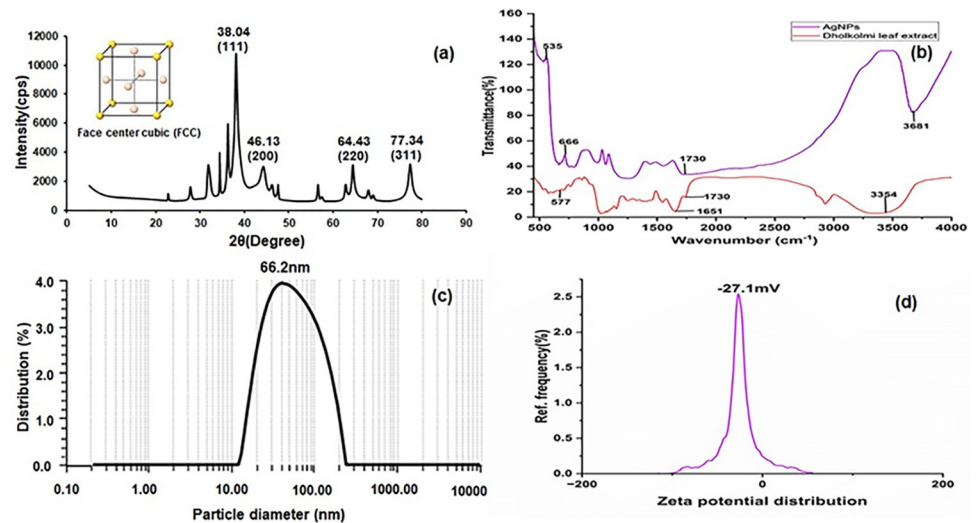 (a)
12000
10000
8000
6000
4000
2000
0
Intensity(cps)
Face center cubic (FCC)
38.04
(111)
46.13
(200)
64.43
(220)
77.34
(311)
0 10 20 30 40 50 60 70 80 90
2θ(Degree)
(b)
160
140
120
100
80
60
40
20
0
Transmittance(%)
AgNPs
Dholkolmi leaf extract
535
666
1730
3681
577
1730
1651
3354
500 1000 1500 2000 2500 3000 3500 4000
Wavenumber (cm⁻¹)
66.2nm
(c)
4.0
3.0
2.0
1.0
0.0
Distribution (%)
0.10 1.00 10.00 100.00 1000.00 10000
Particle diameter (nm)
-27.1mV
(d)
2.5
2.0
1.5
1.0
0.5
0.0
Ref. frequency(%)
−200 0 200
Zeta potential distribution